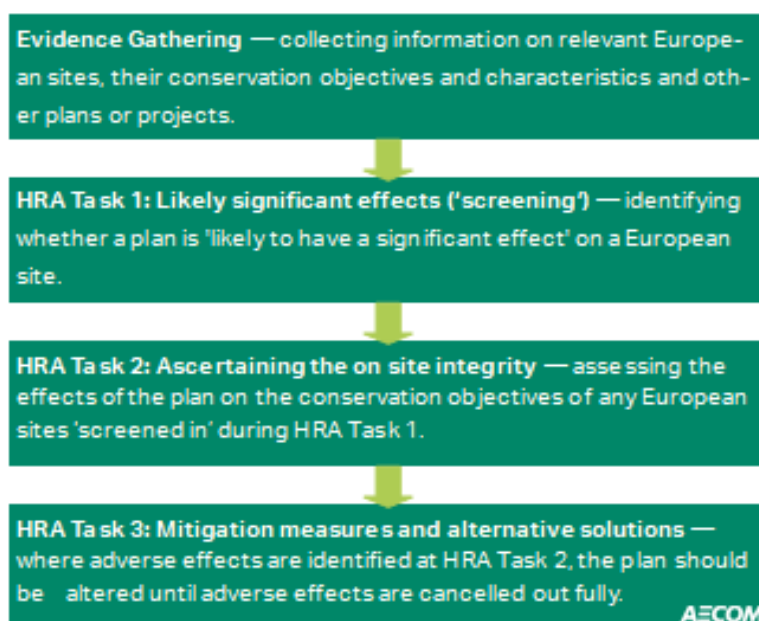 Evidence Gathering — collecting information on relevant Europe-
an sites, their conservation objectives and characteristics and oth-
er plans or projects.
HRA Task 1: Likely significant effects ('screening') — identifying
whether a plan is 'likely to have a significant effect' on a European
site.
HRA Task 2: Ascertaining the on site integrity — assessing the
effects of the plan on the conservation objectives of any European
sites 'screened in' during HRA Task 1.
HRA Task 3: Mitigation measures and alternative solutions —
where adverse effects are identified at HRA Task 2, the plan should
be altered until adverse effects are cancelled out fully.
AECOM